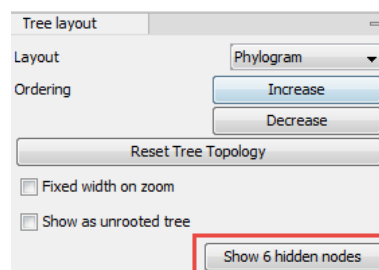 Tree layout
Layout Phylogram
Ordering Increase
Decrease
Reset Tree Topology
Fixed width on zoom
Show as unrooted tree
Show 6 hidden nodes